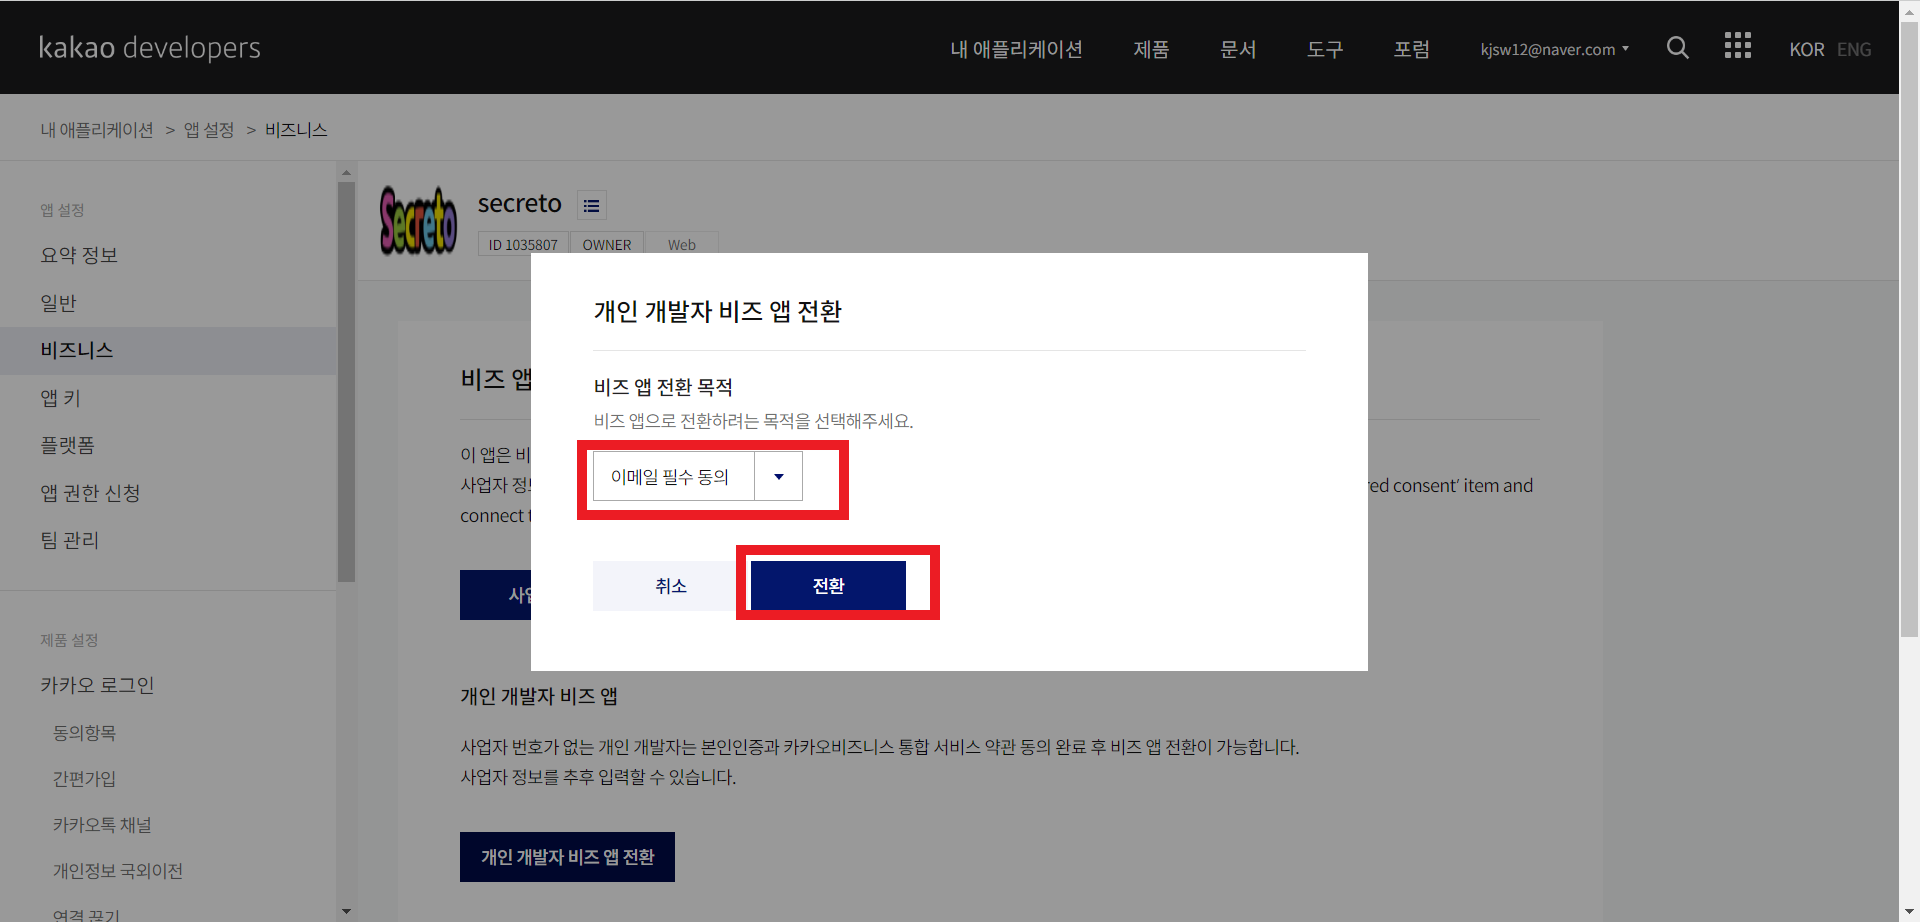 kakao developers
내 애플리케이션 제품 문서 도구 포럼 kjsw12@naver.com KOR ENG
내 애플리케이션 > 앱 설정 > 비즈니스
앱 설정
요약 정보
일반
비즈니스
앱 키
플랫폼
앱 권한 신청
팀 관리
제품 설정
카카오 로그인
동의항목
간편가입
카카오톡 채널
개인정보 국외이전
연결 끊기
Secreto
secreto
ID 1035807 OWNER Web
개인 개발자 비즈 앱 전환
비즈 앱 전환 목적
비즈 앱으로 전환하려는 목적을 선택해주세요.
이메일 필수 동의
취소 전환
비즈 앱
이 앱은 비
사업자 정 red consent' item and
connect
사업
개인 개발자 비즈 앱
사업자 번호가 없는 개인 개발자는 본인인증과 카카오비즈니스 통합 서비스 약관 동의 완료 후 비즈 앱 전환이 가능합니다.
사업자 정보를 추후 입력할 수 있습니다.
개인 개발자 비즈 앱 전환